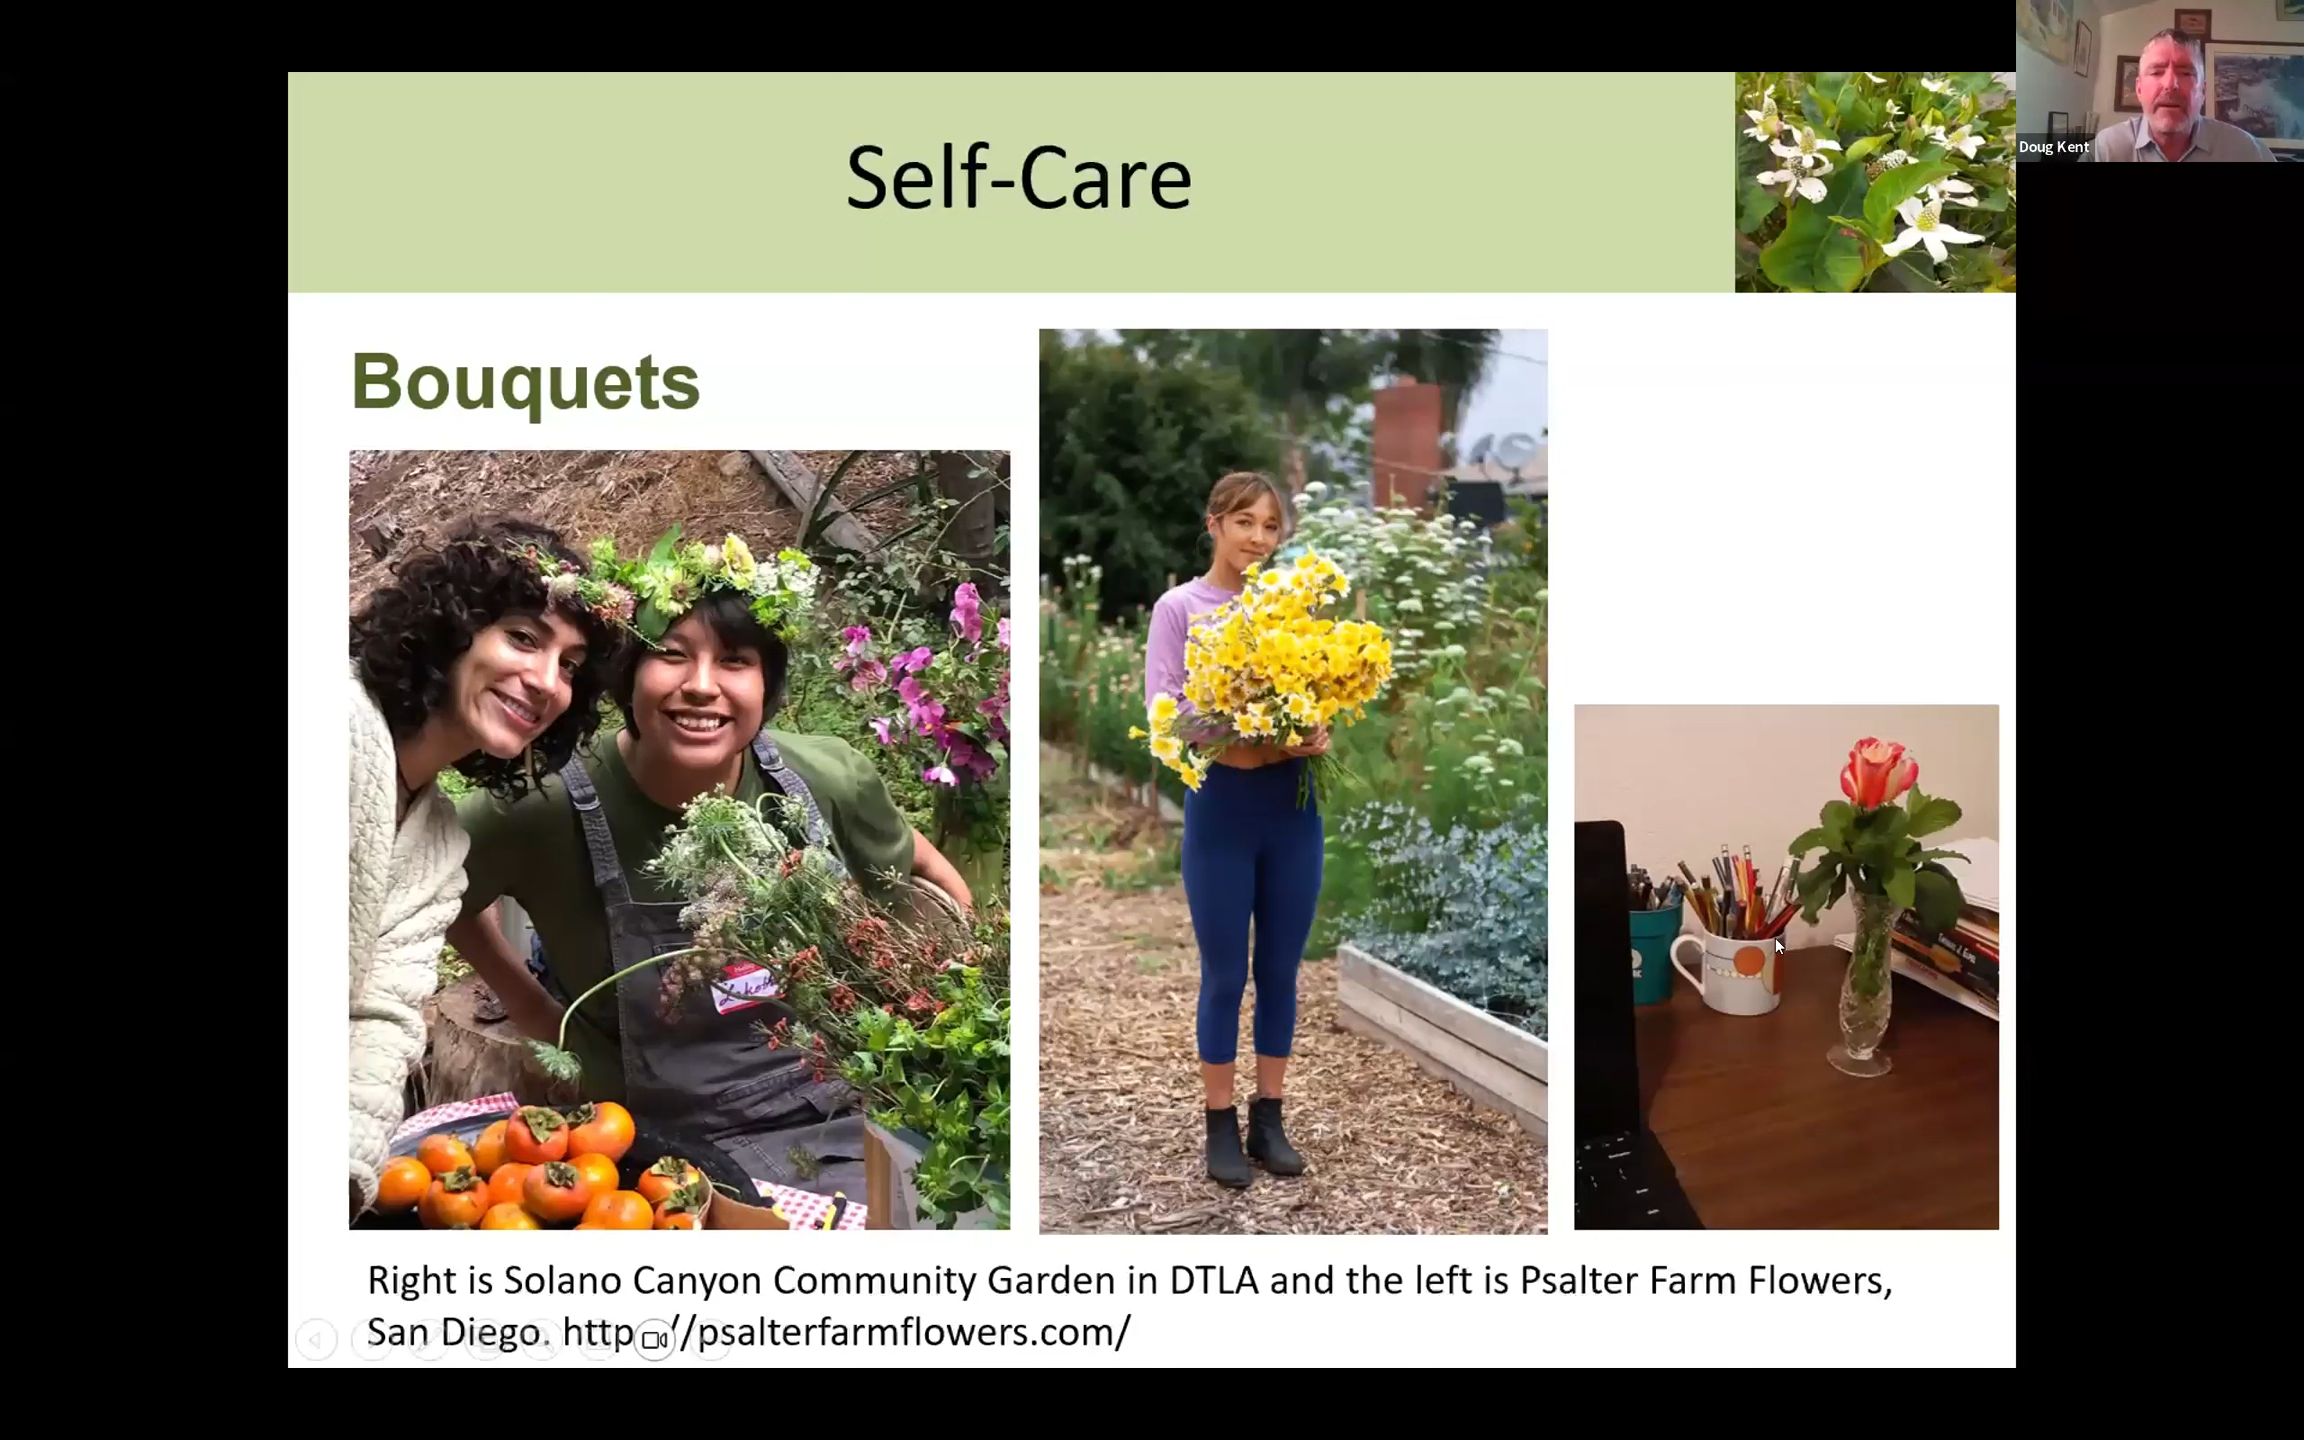 Self-Care
Doug Kent
Bouquets
Hello
Right is Solano Canyon Community Garden in DTLA and the left is Psalter Farm Flowers,
San Diego. http://psalterfarmflowers.com/